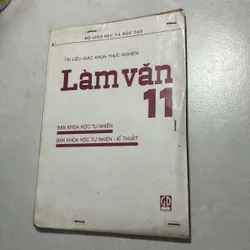 BỘ GIÁO DỤC VÀ ĐÀO TẠO
TÀI LIỆU GIÁO KHOA THỰC NGHIỆM
Làm văn
11
BAN KHOA HỌC TỰ NHIÊN
BAN KHOA HỌC TỰ NHIÊN - KĨ THUẬT
GD